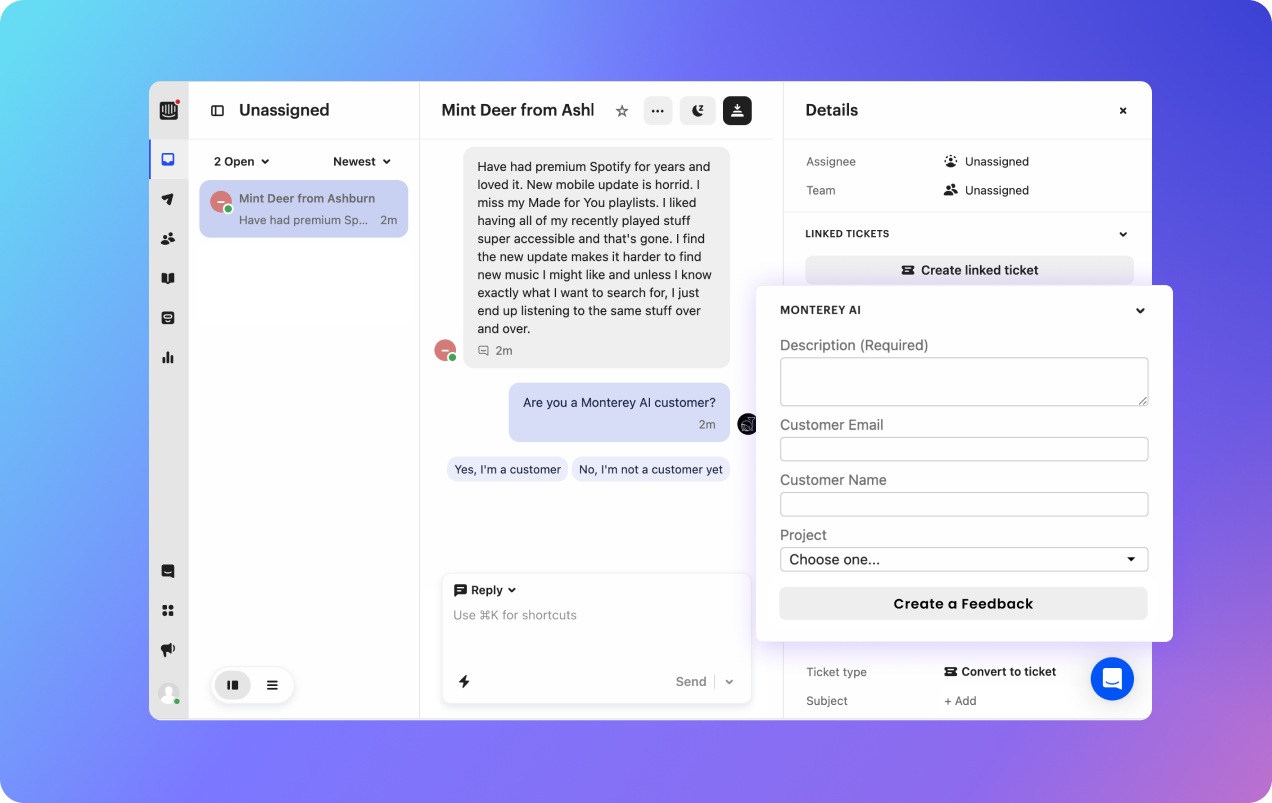 Unassigned
2 Open
Newest
Mint Deer from Ashburn
Have had premium Sp...
2m
Mint Deer from Ashl
Have had premium Spotify for years and
loved it. New mobile update is horrid. I
miss my Made for You playlists. I liked
having all of my recently played stuff
super accessible and that's gone. I find
the new update makes it harder to find
new music I might like and unless I know
exactly what I want to search for, I just
end up listening to the same stuff over
and over.
2m
Are you a Monterey AI customer?
2m
Yes, I'm a customer
No, I'm not a customer yet
Reply
Use ⌘K for shortcuts
Send
Details
Assignee
Unassigned
Team
Unassigned
LINKED TICKETS
Create linked ticket
MONTEREY AI
Description (Required)
Customer Email
Customer Name
Project
Choose one...
Create a Feedback
Ticket type
Convert to ticket
Subject
+ Add